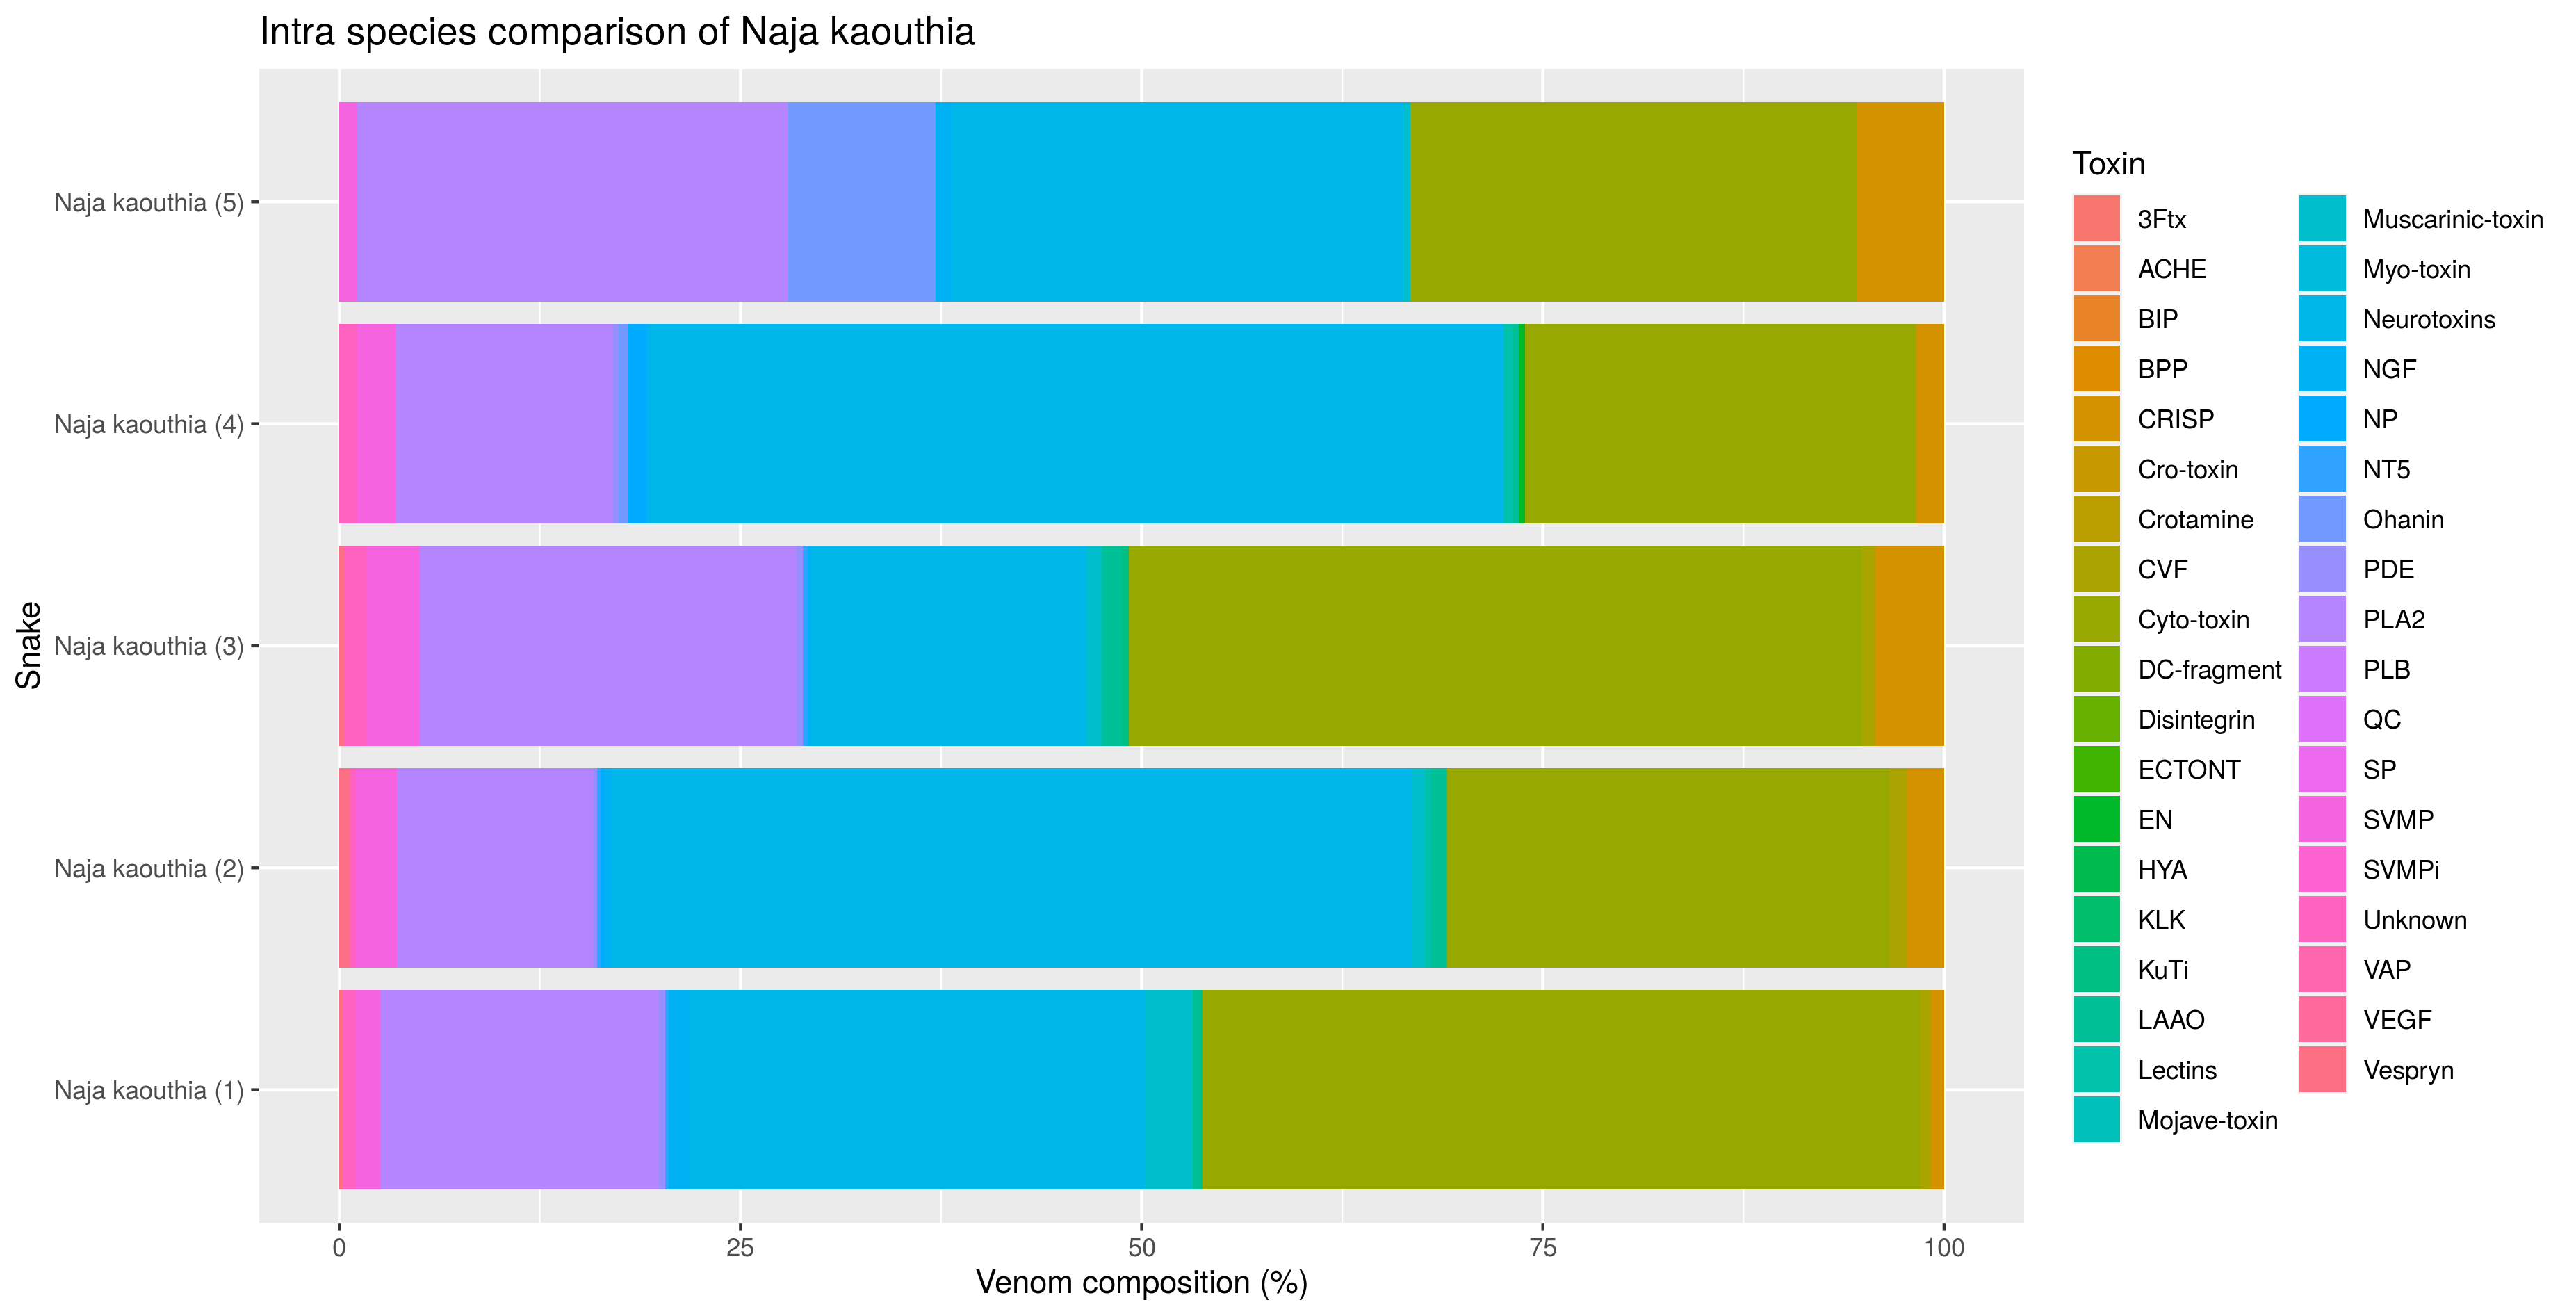 Intra species comparison of Naja kaouthia
Snake
Naja kaouthia (5)
Naja kaouthia (4)
Naja kaouthia (3)
Naja kaouthia (2)
Naja kaouthia (1)
0 25 50 75 100
Venom composition (%)
Toxin
3Ftx
ACHE
BIP
BPP
CRISP
Cro-toxin
Crotamine
CVF
Cyto-toxin
DC-fragment
Disintegrin
ECTONT
EN
HYA
KLK
KuTi
LAAO
Lectins
Mojave-toxin
Muscarinic-toxin
Myo-toxin
Neurotoxins
NGF
NP
NT5
Ohanin
PDE
PLA2
PLB
QC
SP
SVMP
SVMPi
Unknown
VAP
VEGF
Vespryn